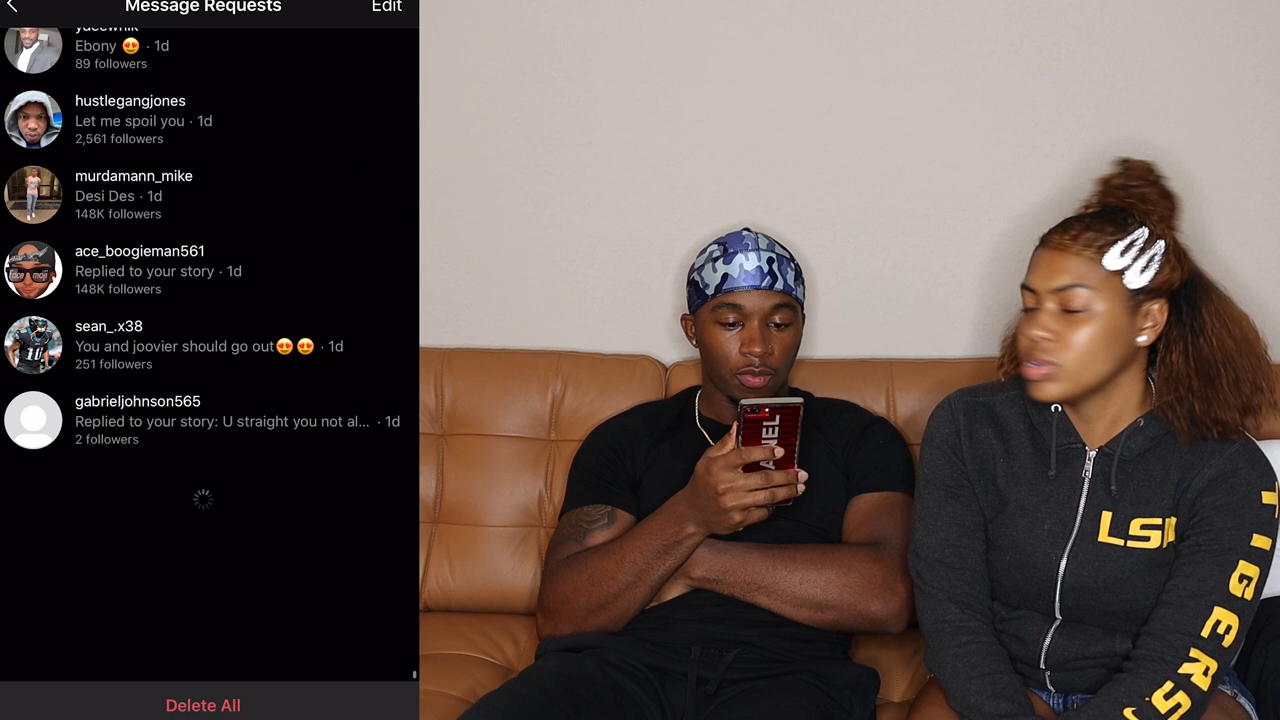 Message Requests
Edit
ydeewnik
Ebony 😍 · 1d
89 followers
hustlegangjones
Let me spoil you · 1d
2,561 followers
murdamann_mike
Desi Des · 1d
148K followers
ace_boogieman561
Replied to your story · 1d
148K followers
sean_.x38
You and joovier should go out😍😍 · 1d
251 followers
gabrieljohnson565
Replied to your story: U straight you not al... · 1d
2 followers
Delete All
ANEL
LSU
TIGERS